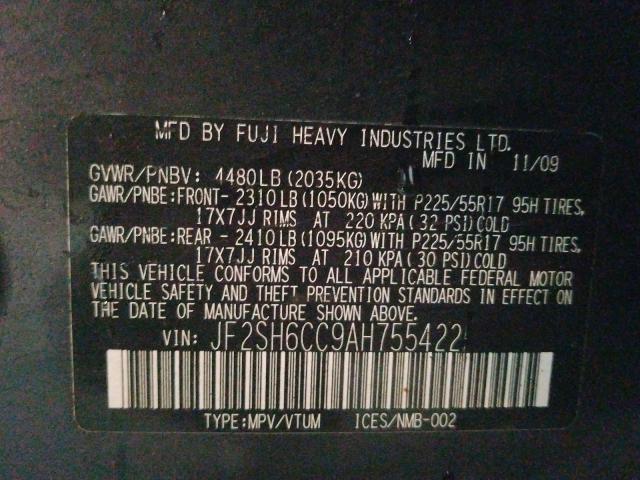 MFD BY FUJI HEAVY INDUSTRIES LTD.
MFD IN 11/09
GVWR/PNBV: 4480LB (2035KG)
GAWR/PNBE:FRONT- 2310 LB (1050KG) WITH P225/55R17 95H TIRES,
17X7JJ RIMS AT 220 KPA (32 PSI) COLD
GAWR/PNBE:REAR - 2410 LB (1095KG) WITH P225/55R17 95H TIRES,
17X7JJ RIMS AT 210 KPA (30 PSI) COLD
THIS VEHICLE CONFORMS TO ALL APPLICABLE FEDERAL MOTOR
VEHICLE SAFETY AND THEFT PREVENTION STANDARDS IN EFFECT ON
THE DATE OF MANUFACTURE SHOWN ABOVE.
VIN: JF2SH6CC9AH755422
TYPE:MPV/VTUM ICES/NMB-002